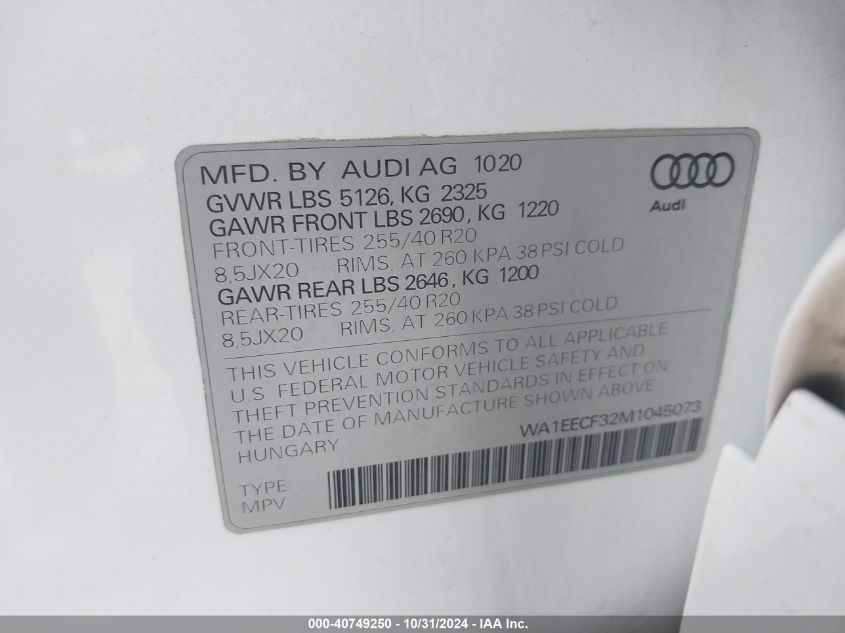 MFD. BY AUDI AG 1020
Audi
GVWR LBS 5126, KG 2325
GAWR FRONT LBS 2690, KG 1220
FRONT-TIRES 255/40 R20
8,5JX20 RIMS, AT 260 KPA 38 PSI COLD
GAWR REAR LBS 2646, KG 1200
REAR-TIRES 255/40 R20
8,5JX20 RIMS, AT 260 KPA 38 PSI COLD
THIS VEHICLE CONFORMS TO ALL APPLICABLE
U.S. FEDERAL MOTOR VEHICLE SAFETY AND
THEFT PREVENTION STANDARDS IN EFFECT ON
THE DATE OF MANUFACTURE SHOWN ABOVE
HUNGARY
WA1EECF32M1045073
TYPE:
MPV
000-40749250 - 10/31/2024 - IAA Inc.